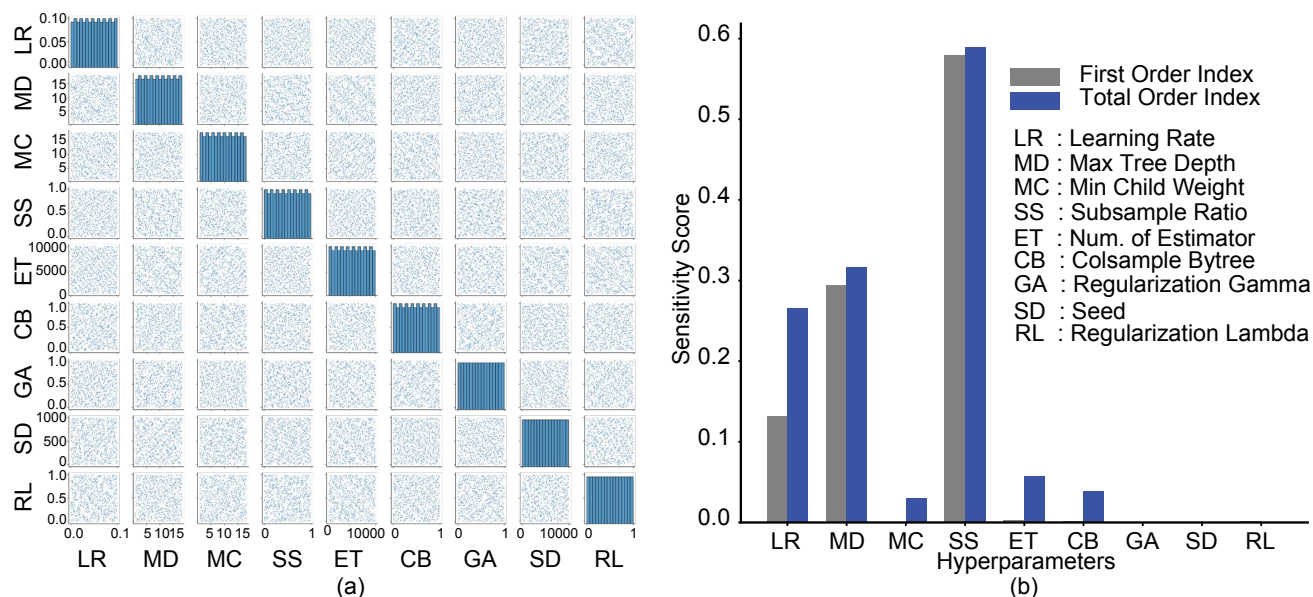 LR
0.10
0.05
0.00
MD
15
10
5
MC
15
10
5
SS
1.0
0.5
0.0
ET
10000
5000
0
CB
1.0
0.5
0.0
GA
1.0
0.5
0.0
SD
1000
500
0
RL
1.0
0.5
0.0
0.0 0.1 5 10 15 5 10 15 0 1 0 10000 0 1 0 1 0 10000 0 1
LR MD MC SS ET CB GA SD RL
(a)
Sensitivity Score
0.6
0.5
0.4
0.3
0.2
0.1
0.0
First Order Index
Total Order Index
LR : Learning Rate
MD : Max Tree Depth
MC : Min Child Weight
SS : Subsample Ratio
ET : Num. of Estimator
CB : Colsample Bytree
GA : Regularization Gamma
SD : Seed
RL : Regularization Lambda
LR MD MC SS ET CB GA SD RL
Hyperparameters
(b)